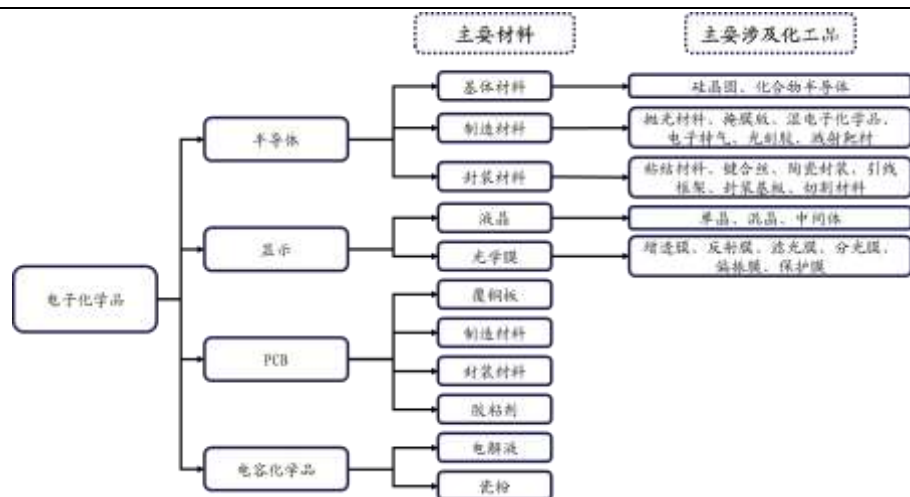 主要材料
主要涉及化工品
基体材料
硅晶圆、化合物半导体
半导体
制造材料
抛光材料、掩膜版、湿电子化学品、
电子特气、光刻胶、溅射靶材
封装材料
粘结材料、键合丝、陶瓷封装、引线
框架、封装基板、切割材料
显示
液晶
单晶、混晶、中间体
光学膜
增透膜、反射膜、滤光膜、分光膜、
偏振膜、保护膜
电子化学品
PCB
覆铜板
制造材料
封装材料
胶粘剂
电容化学品
电解液
瓷粉